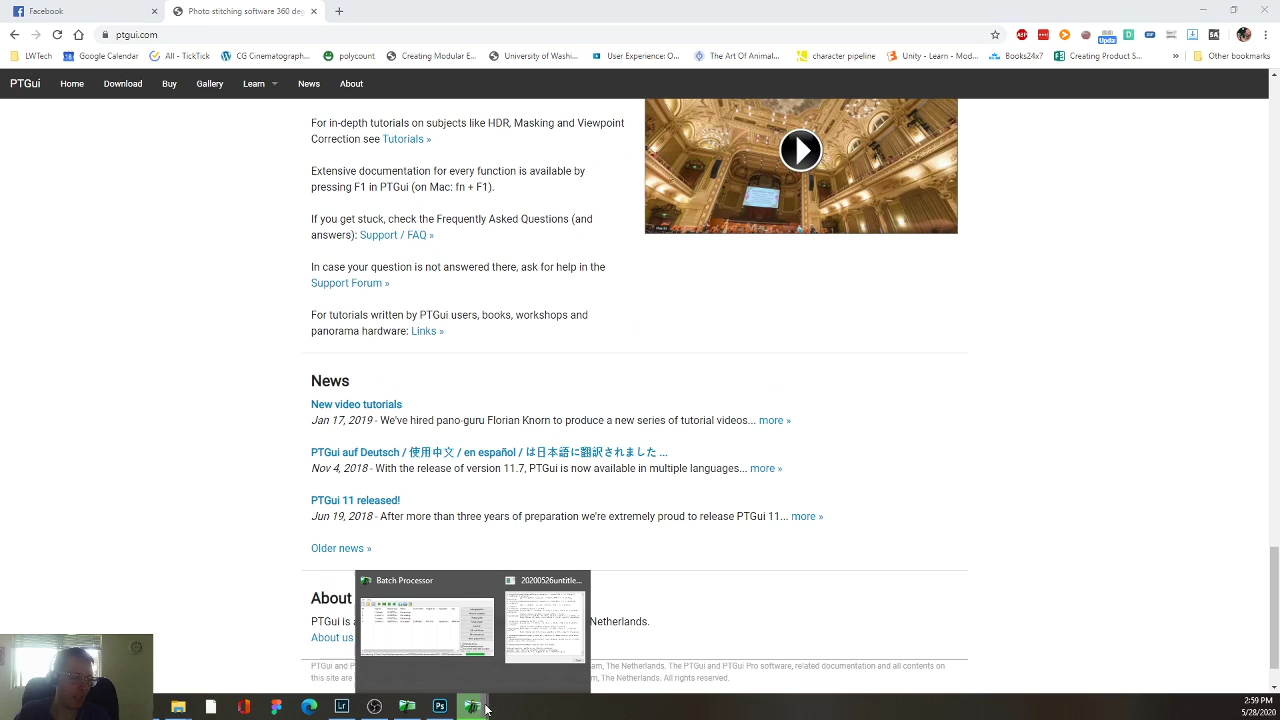 Facebook
Photo stitching software 360 deg
ptgui.com
Upda
LWTech
Google Calendar
All - TickTick
CG Cinematograph...
polycount
Creating Modular E...
University of Washi...
User Experience: O...
The Art Of Animat...
character pipeline
Unity - Learn - Mod...
Books24x7
Creating Product S...
»
Other bookmarks
PTGui Home Download Buy Gallery Learn News About
For in-depth tutorials on subjects like HDR, Masking and Viewpoint
Correction see Tutorials »
Extensive documentation for every function is available by
pressing F1 in PTGui (on Mac: fn + F1).
If you get stuck, check the Frequently Asked Questions (and
answers): Support / FAQ »
In case your question is not answered there, ask for help in the
Support Forum »
For tutorials written by PTGui users, books, workshops and
panorama hardware: Links »
News
New video tutorials
Jan 17, 2019 - We've hired pano-guru Florian Knorn to produce a new series of tutorial videos... more »
PTGui auf Deutsch / 使用中文 / en español / は日本語に翻訳されました ...
Nov 4, 2018 - With the release of version 11.7, PTGui is now available in multiple languages... more »
PTGui 11 released!
Jun 19, 2018 - After more than three years of preparation we're extremely proud to release PTGui 11... more »
Older news »
Batch Processor
20200526untitle...
About
PTGui is
Netherlands.
About us
PTGui and P
am, The Netherlands. The PTGui and PTGui Pro software, related documentation and all contents on
this site are
m, The Netherlands. All rights reserved.
Lr
Ps
2:59 PM
5/28/2020